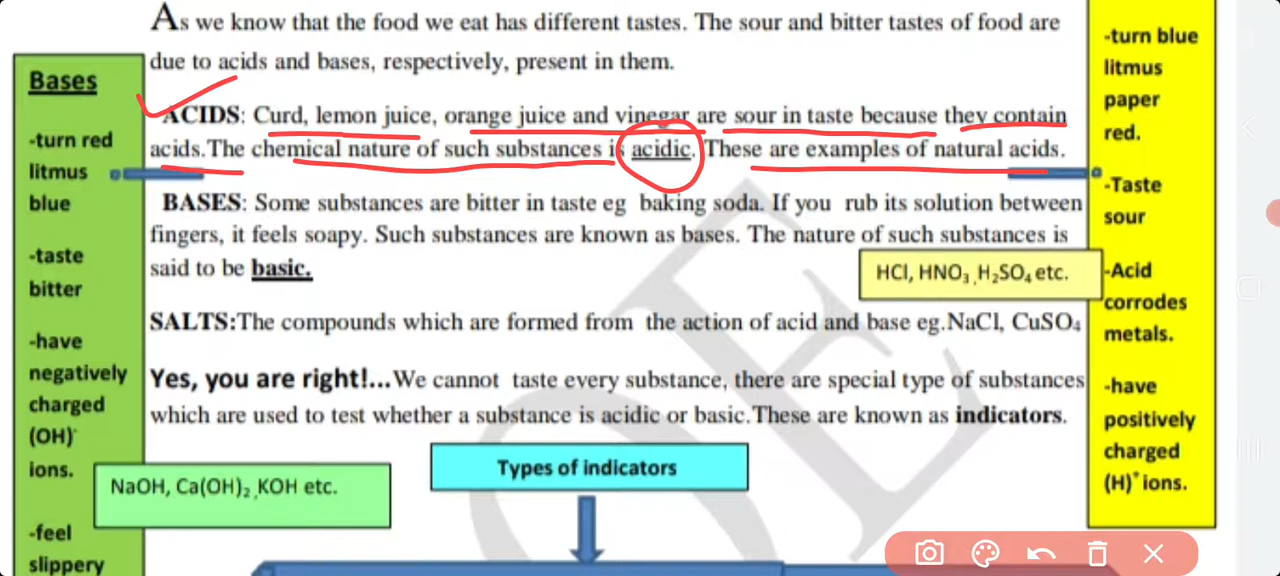 As we know that the food we eat has different tastes. The sour and bitter tastes of food are
due to acids and bases, respectively, present in them.
ACIDS: Curd, lemon juice, orange juice and vinegar are sour in taste because they contain
acids.The chemical nature of such substances is acidic. These are examples of natural acids.
BASES: Some substances are bitter in taste eg baking soda. If you rub its solution between
fingers, it feels soapy. Such substances are known as bases. The nature of such substances is
said to be basic.
HCl, HNO₃ ,H₂SO₄ etc.
SALTS:The compounds which are formed from the action of acid and base eg.NaCl, CuSO₄
Yes, you are right!...We cannot taste every substance, there are special type of substances
which are used to test whether a substance is acidic or basic.These are known as indicators.
Types of indicators
Bases
-turn red
litmus
blue
-taste
bitter
-have
negatively
charged
(OH)⁻
ions.
NaOH, Ca(OH)₂ ,KOH etc.
-feel
slippery
-turn blue
litmus
paper
red.
-Taste
sour
-Acid
corrodes
metals.
-have
positively
charged
(H)⁺ ions.